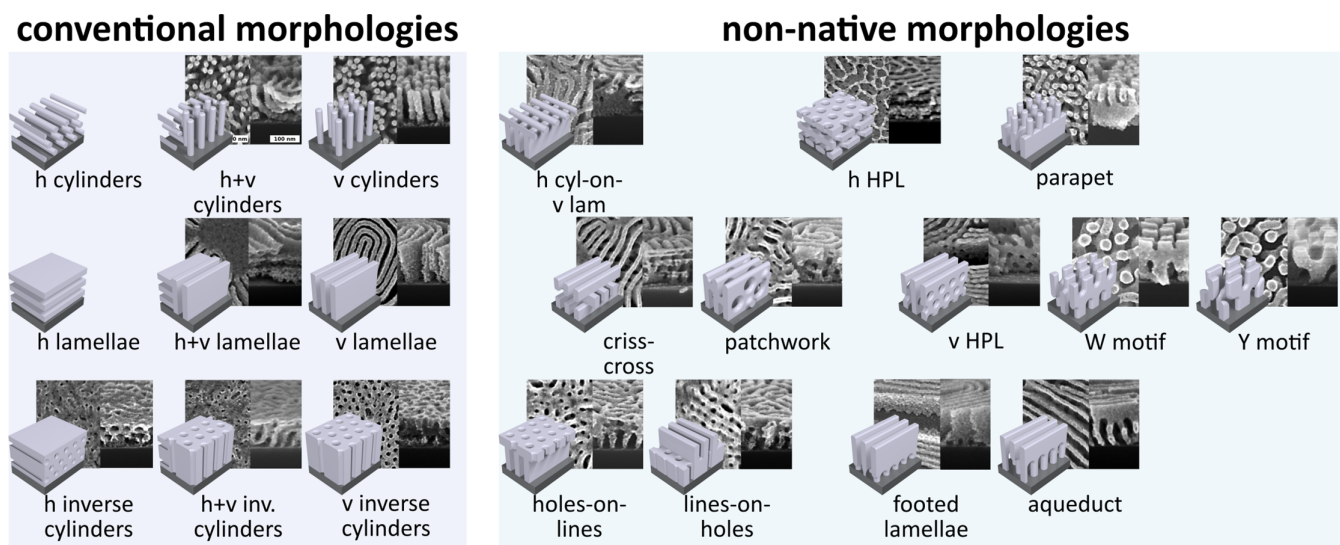 conventional morphologies
non-native morphologies
100 nm
h cylinders
h+v
cylinders
v cylinders
h cyl-on-
v lam
h HPL
parapet
h lamellae
h+v lamellae
v lamellae
criss-
cross
patchwork
v HPL
W motif
Y motif
h inverse
cylinders
h+v inv.
cylinders
v inverse
cylinders
holes-on-
lines
lines-on-
holes
footed
lamellae
aqueduct